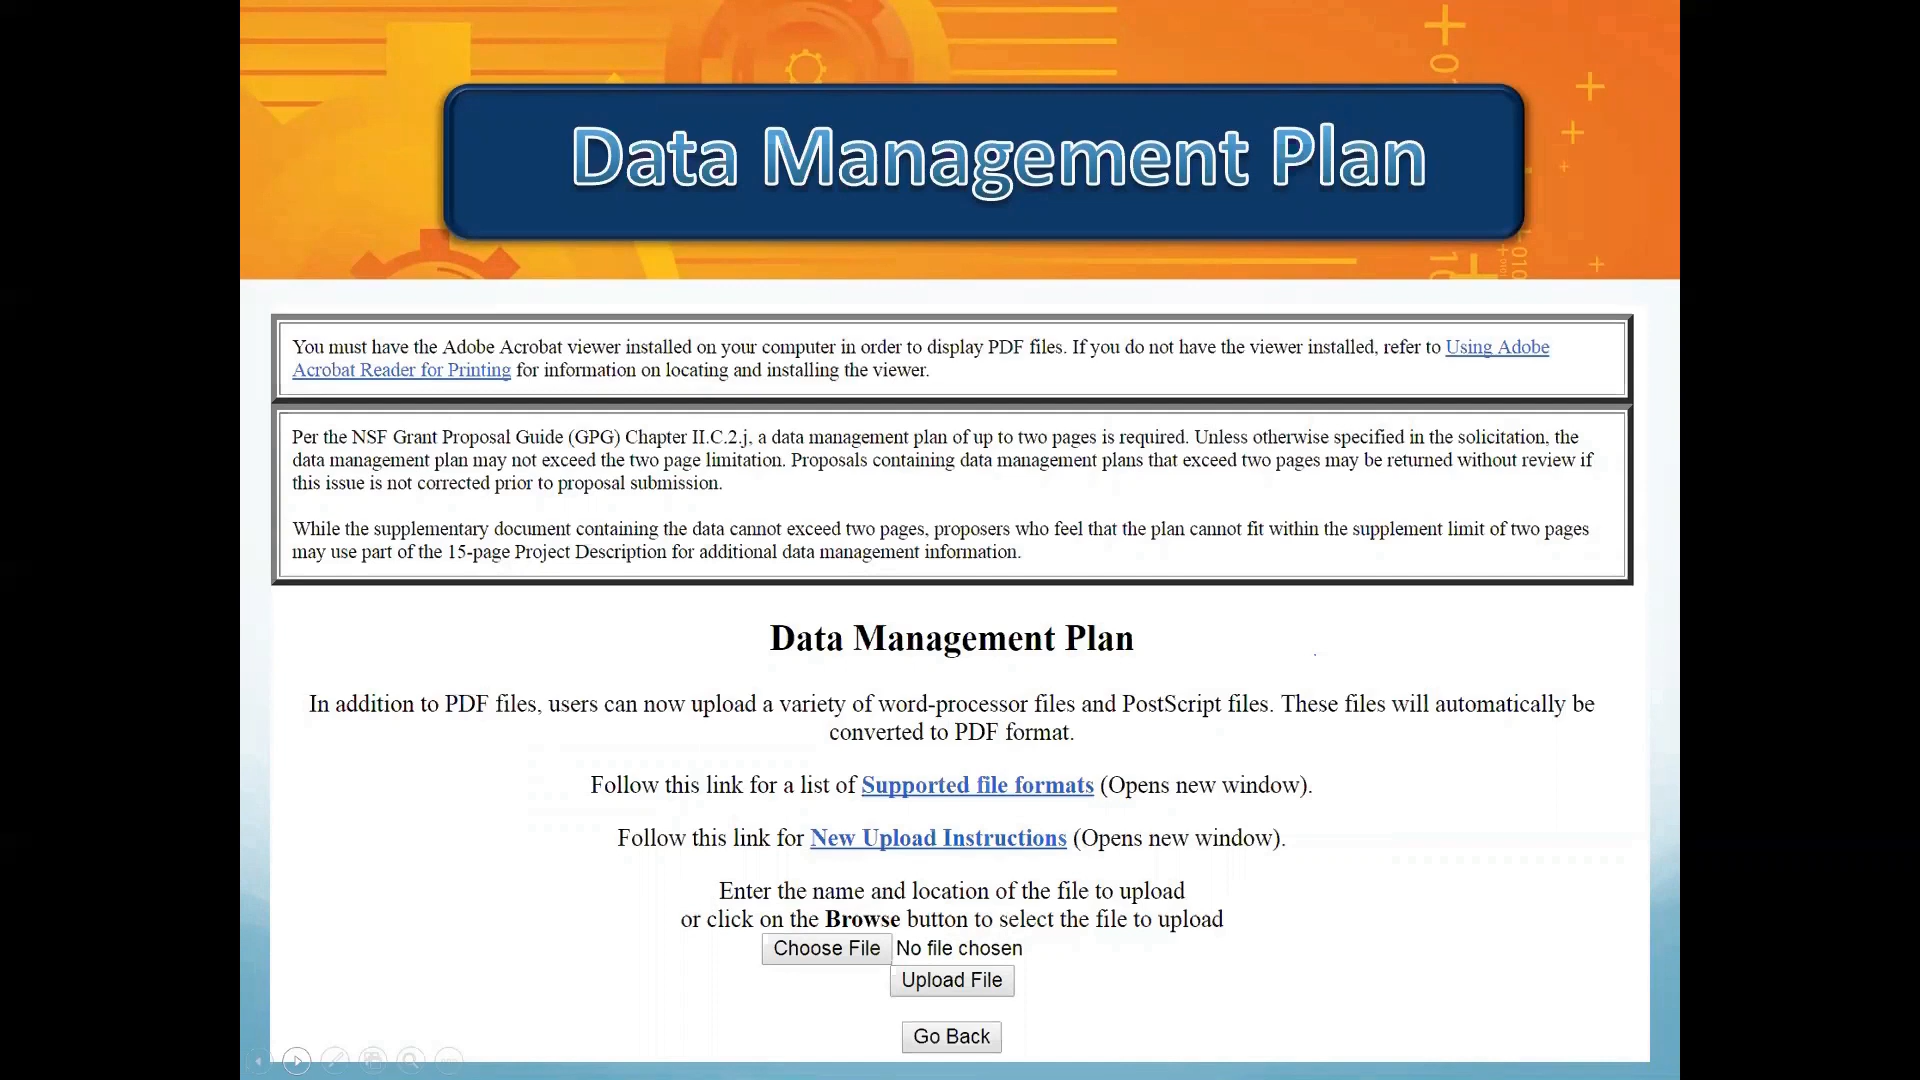 Data Management Plan
You must have the Adobe Acrobat viewer installed on your computer in order to display PDF files. If you do not have the viewer installed, refer to Using Adobe
Acrobat Reader for Printing for information on locating and installing the viewer.
Per the NSF Grant Proposal Guide (GPG) Chapter II.C.2.j, a data management plan of up to two pages is required. Unless otherwise specified in the solicitation, the
data management plan may not exceed the two page limitation. Proposals containing data management plans that exceed two pages may be returned without review if
this issue is not corrected prior to proposal submission.
While the supplementary document containing the data cannot exceed two pages, proposers who feel that the plan cannot fit within the supplement limit of two pages
may use part of the 15-page Project Description for additional data management information.
Data Management Plan
In addition to PDF files, users can now upload a variety of word-processor files and PostScript files. These files will automatically be
converted to PDF format.
Follow this link for a list of Supported file formats (Opens new window).
Follow this link for New Upload Instructions (Opens new window).
Enter the name and location of the file to upload
or click on the Browse button to select the file to upload
Choose File No file chosen
Upload File
Go Back